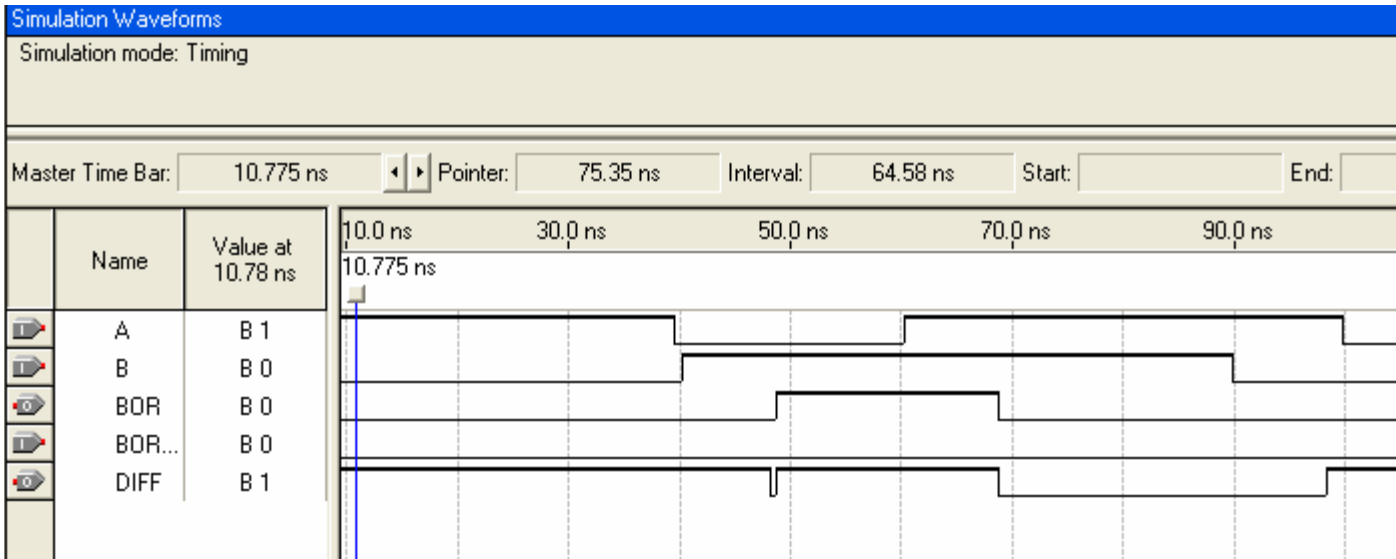 Simulation Waveforms
Simulation mode: Timing
Master Time Bar: 10.775 ns Pointer: 75.35 ns Interval: 64.58 ns Start: End:
Name Value at 10.78 ns 10.0 ns 30.0 ns 50.0 ns 70.0 ns 90.0 ns
10.775 ns
A B 1
B B 0
BOR B 0
BOR... B 0
DIFF B 1